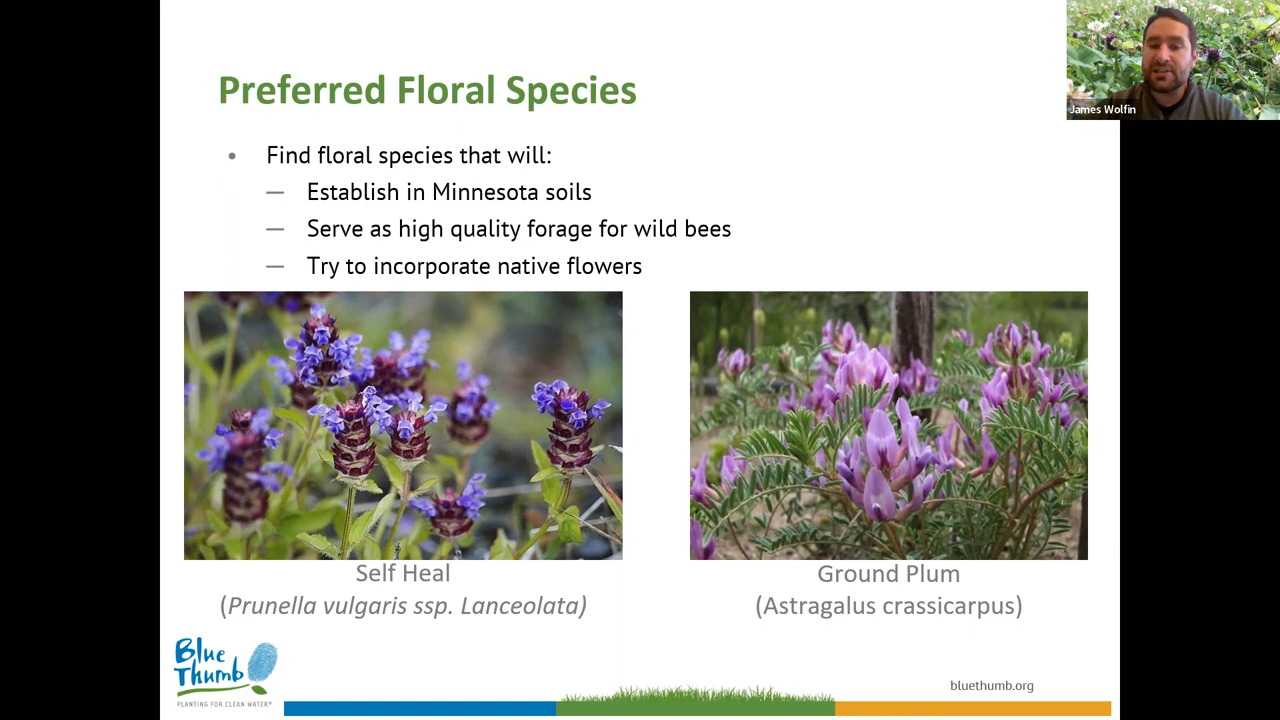 James Wolfin
Preferred Floral Species
• Find floral species that will:
— Establish in Minnesota soils
— Serve as high quality forage for wild bees
— Try to incorporate native flowers
Self Heal
(Prunella vulgaris ssp. Lanceolata)
Ground Plum
(Astragalus crassicarpus)
Blue
Thumb
PLANTING FOR CLEAN WATER®
bluethumb.org